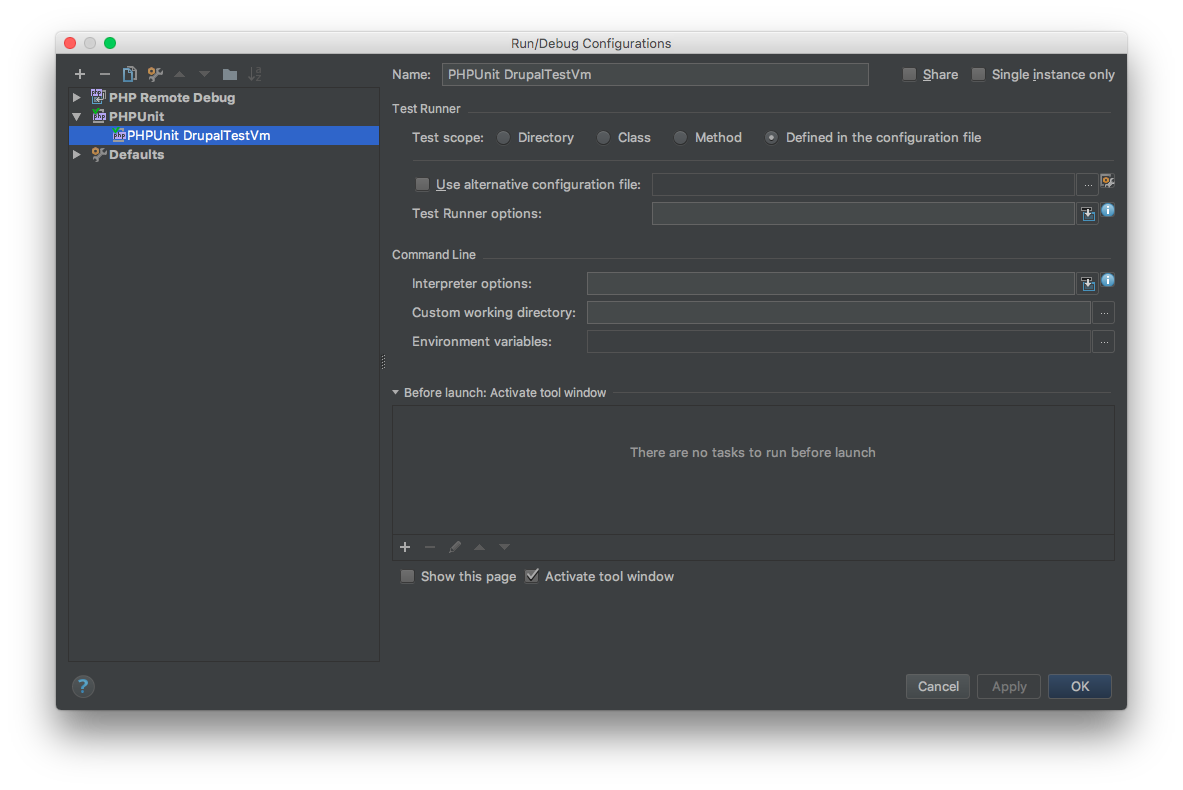 Run/Debug Configurations
PHP Remote Debug
PHPUnit
PHPUnit DrupalTestVm
Defaults
Name: PHPUnit DrupalTestVm Share Single instance only
Test Runner
Test scope: Directory Class Method Defined in the configuration file
Use alternative configuration file: ...
Test Runner options:
Command Line
Interpreter options:
Custom working directory: ...
Environment variables: ...
Before launch: Activate tool window
There are no tasks to run before launch
Show this page Activate tool window
? Cancel Apply OK